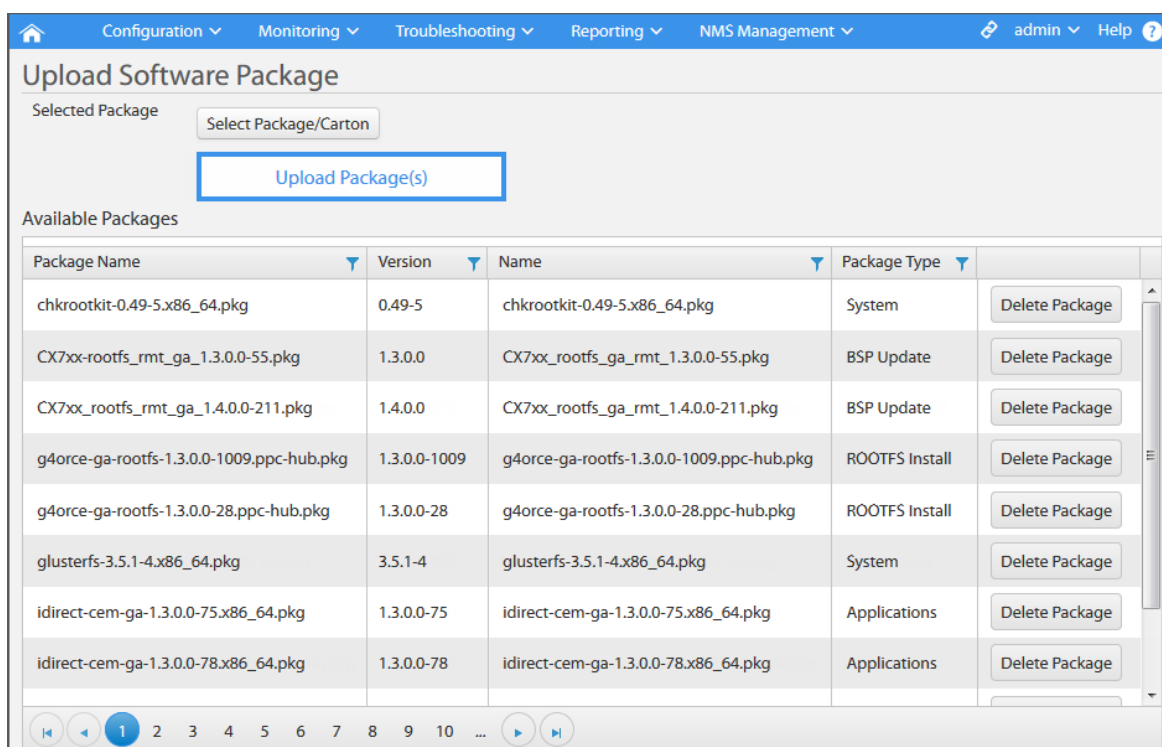 Configuration Monitoring Troubleshooting Reporting NMS Management admin Help ?
Upload Software Package
Selected Package
Select Package/Carton
Upload Package(s)
Available Packages
Package Name Version Name Package Type
chkrootkit-0.49-5.x86_64.pkg 0.49-5 chkrootkit-0.49-5.x86_64.pkg System Delete Package
CX7xx-rootfs_rmt_ga_1.3.0.0-55.pkg 1.3.0.0 CX7xx_rootfs_ga_rmt_1.3.0.0-55.pkg BSP Update Delete Package
CX7xx_rootfs_rmt_ga_1.4.0.0-211.pkg 1.4.0.0 CX7xx_rootfs_ga_rmt_1.4.0.0-211.pkg BSP Update Delete Package
g4orce-ga-rootfs-1.3.0.0-1009.ppc-hub.pkg 1.3.0.0-1009 g4orce-ga-rootfs-1.3.0.0-1009.ppc-hub.pkg ROOTFS Install Delete Package
g4orce-ga-rootfs-1.3.0.0-28.ppc-hub.pkg 1.3.0.0-28 g4orce-ga-rootfs-1.3.0.0-28.ppc-hub.pkg ROOTFS Install Delete Package
glusterfs-3.5.1-4.x86_64.pkg 3.5.1-4 glusterfs-3.5.1-4.x86_64.pkg System Delete Package
idirect-cem-ga-1.3.0.0-75.x86_64.pkg 1.3.0.0-75 idirect-cem-ga-1.3.0.0-75.x86_64.pkg Applications Delete Package
idirect-cem-ga-1.3.0.0-78.x86_64.pkg 1.3.0.0-78 idirect-cem-ga-1.3.0.0-78.x86_64.pkg Applications Delete Package
1 2 3 4 5 6 7 8 9 10 ...